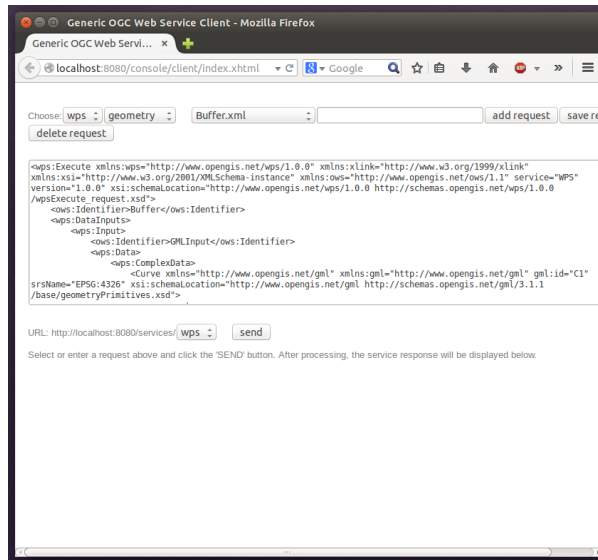 Generic OGC Web Service Client - Mozilla Firefox
Generic OGC Web Servi... ×
localhost:8080/console/client/index.xhtml Google
Choose: wps geometry Buffer.xml add request save re
delete request
<wps:Execute xmlns:wps="http://www.opengis.net/wps/1.0.0" xmlns:xlink="http://www.w3.org/1999/xlink"
xmlns:xsi="http://www.w3.org/2001/XMLSchema-instance" xmlns:ows="http://www.opengis.net/ows/1.1" service="WPS"
version="1.0.0" xsi:schemaLocation="http://www.opengis.net/wps/1.0.0 http://schemas.opengis.net/wps/1.0.0
/wpsExecute_request.xsd">
<ows:Identifier>Buffer</ows:Identifier>
<wps:DataInputs>
<wps:Input>
<ows:Identifier>GMLInput</ows:Identifier>
<wps:Data>
<wps:ComplexData>
<Curve xmlns="http://www.opengis.net/gml" xmlns:gml="http://www.opengis.net/gml" gml:id="C1"
srsName="EPSG:4326" xsi:schemaLocation="http://www.opengis.net/gml http://schemas.opengis.net/gml/3.1.1
/base/geometryPrimitives.xsd">
URL: http://localhost:8080/services/ wps send
Select or enter a request above and click the 'SEND' button. After processing, the service response will be displayed below.